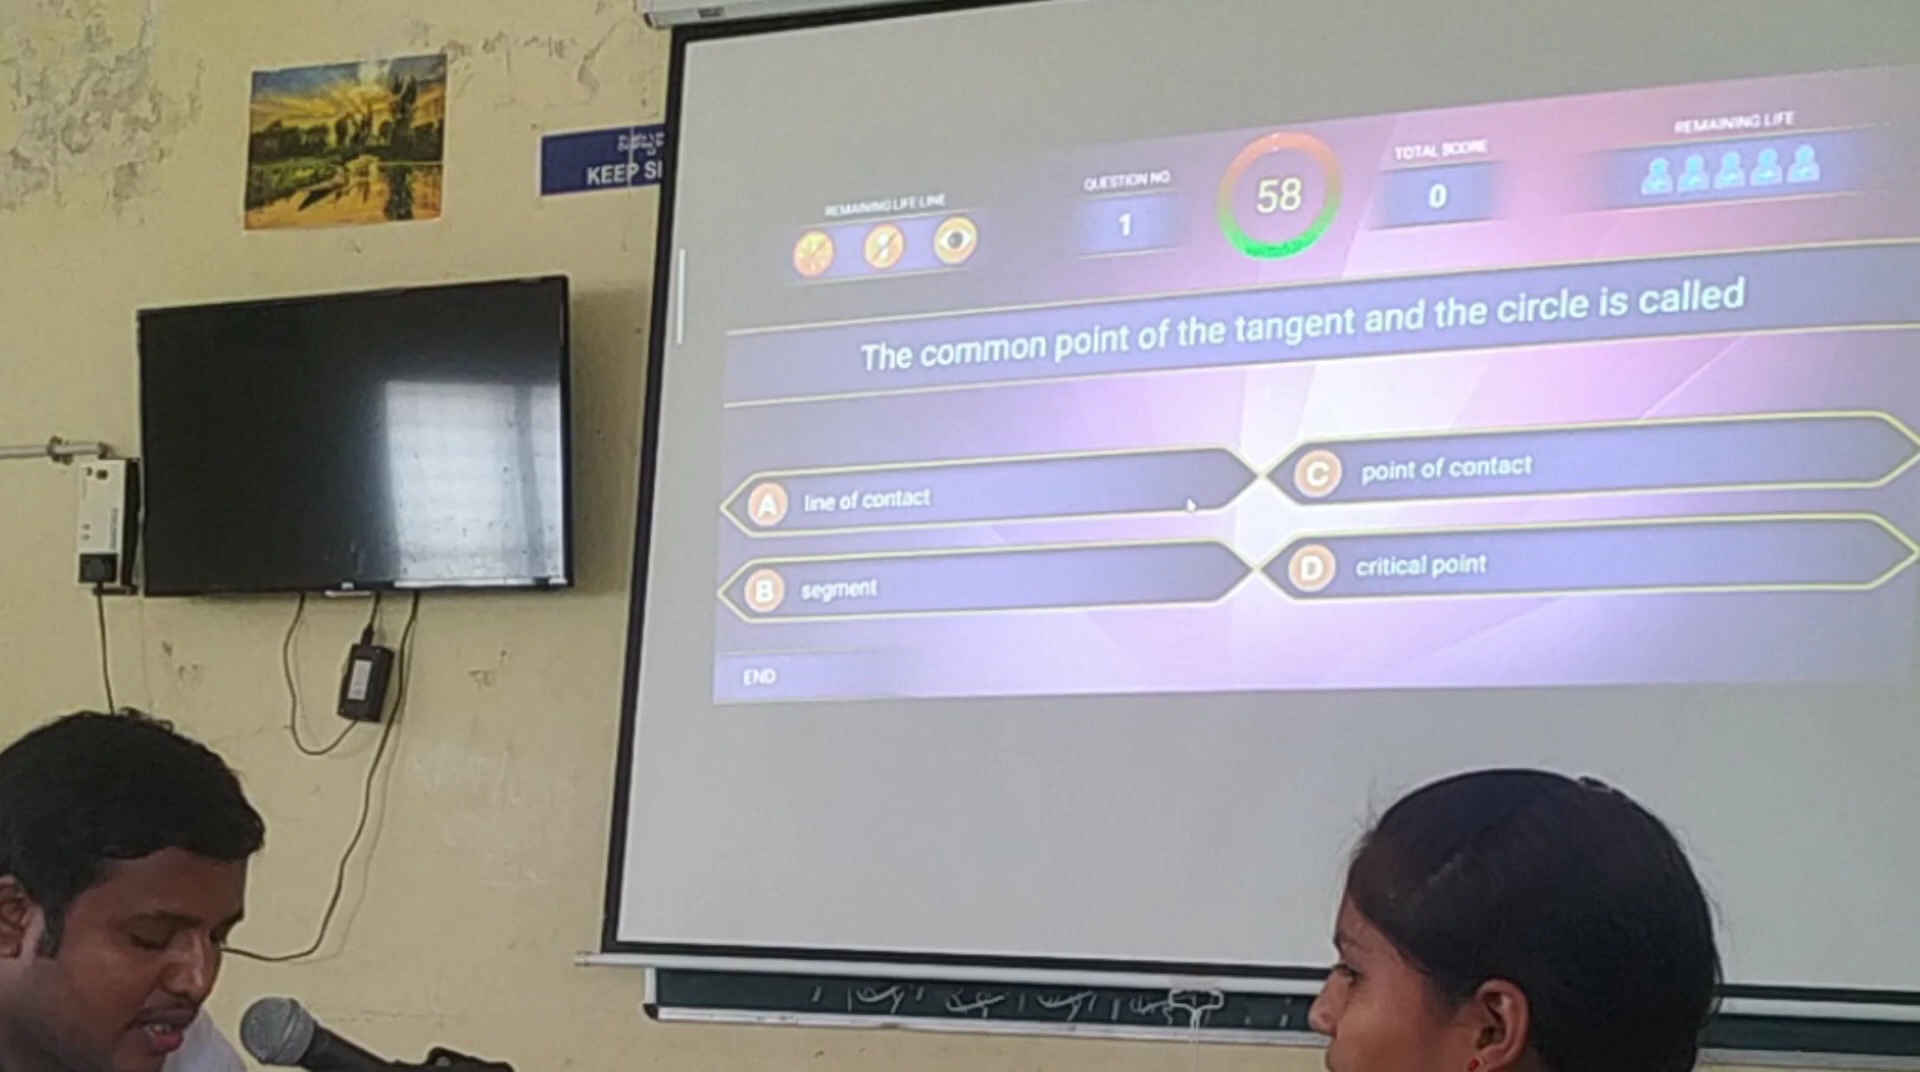 KEEP SI
REMAINING LIFE LINE
QUESTION NO
1
58
TOTAL SCORE
0
REMAINING LIFE
The common point of the tangent and the circle is called
A line of contact
C point of contact
B segment
D critical point
END